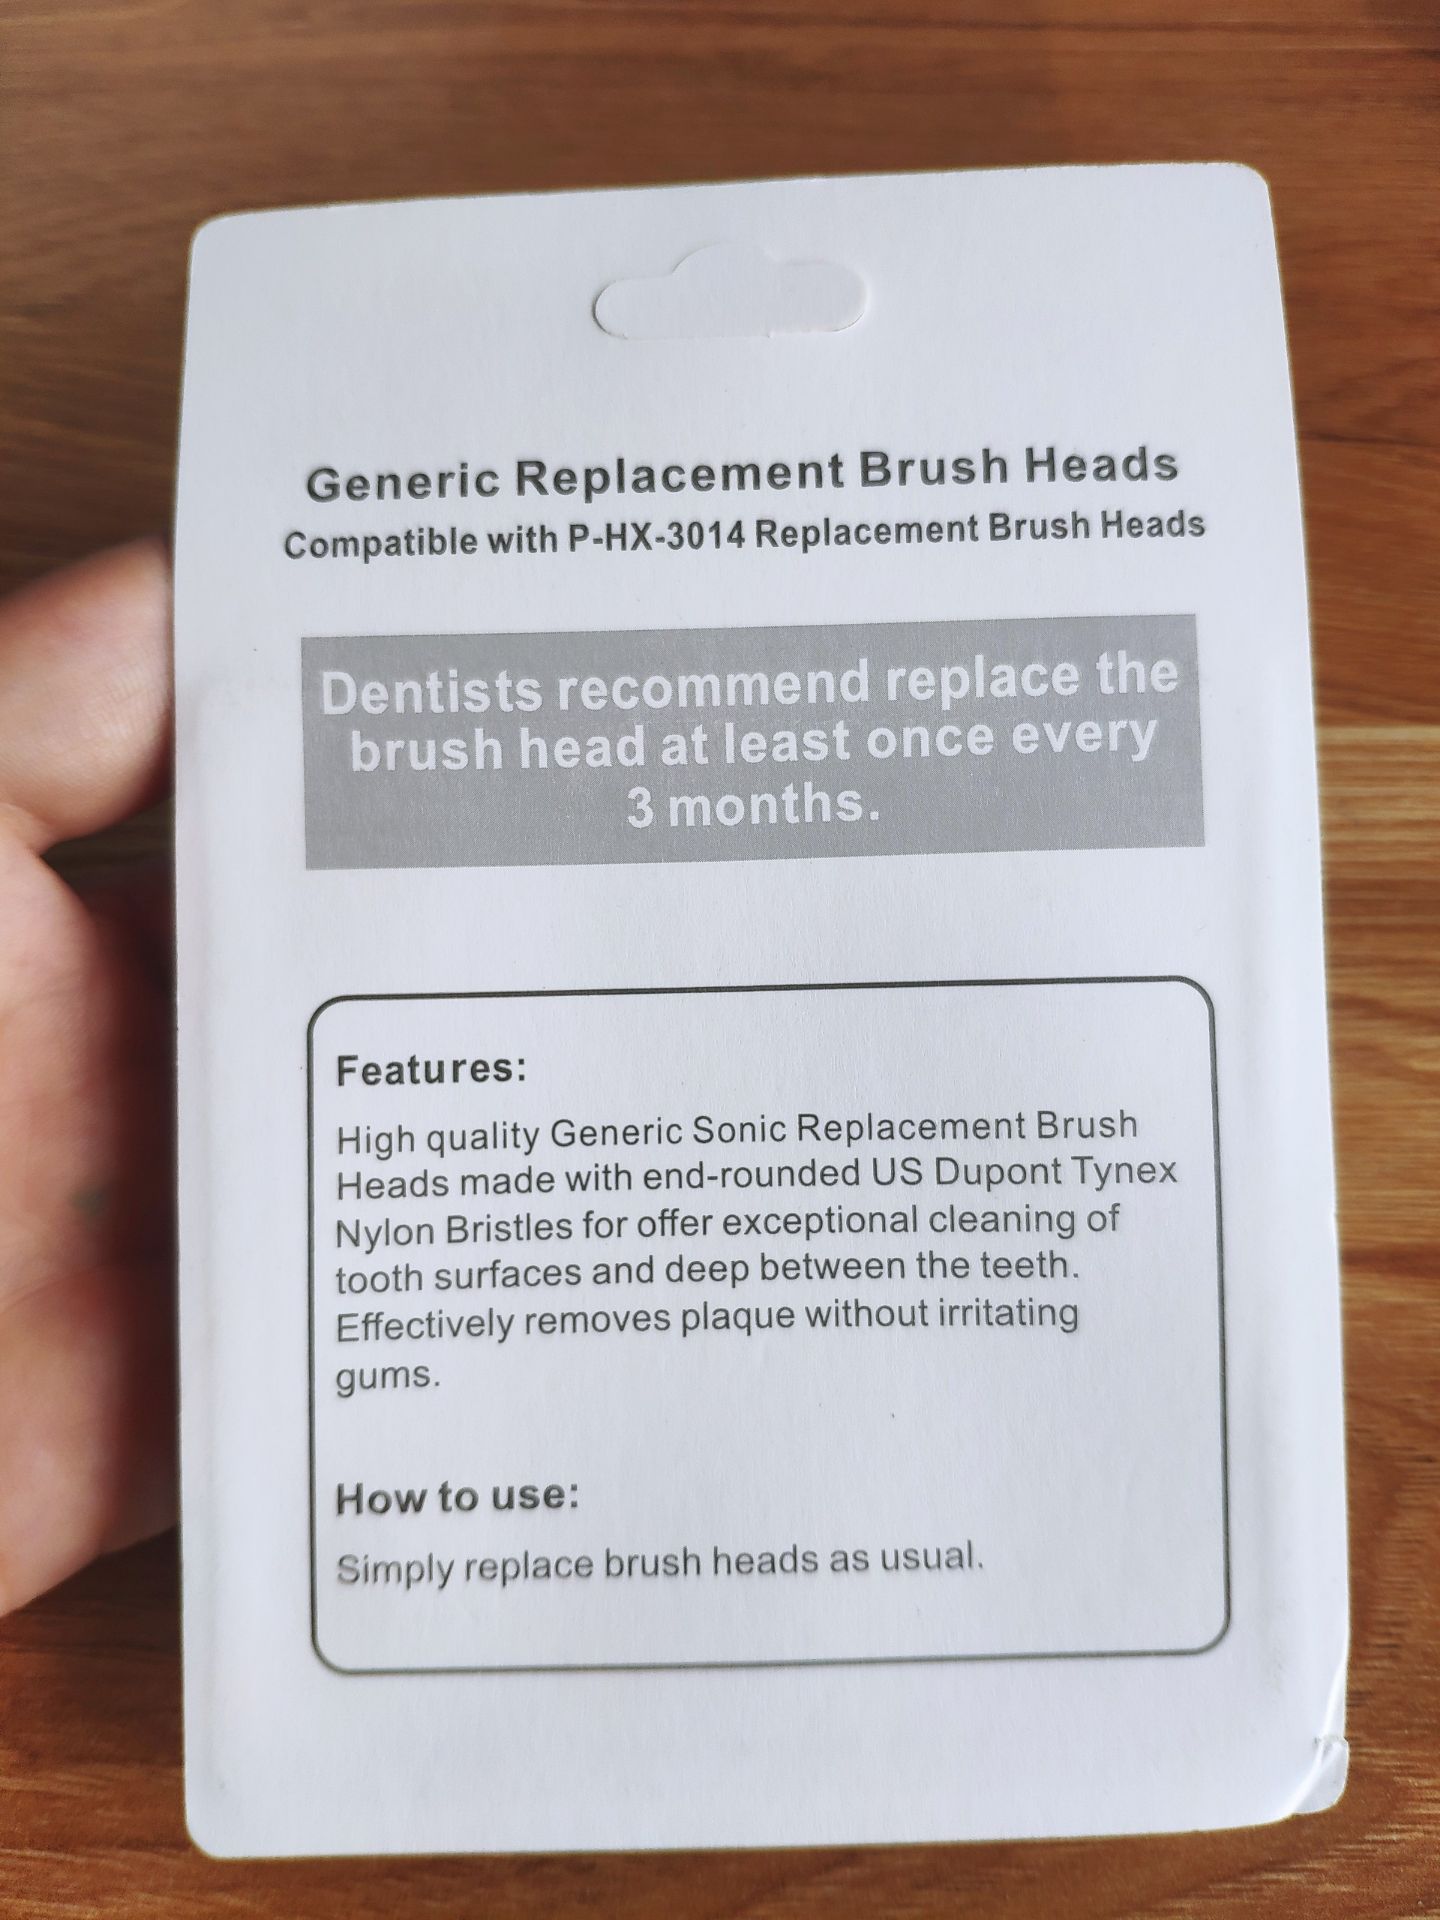 Generic Replacement Brush Heads
Compatible with P-HX-3014 Replacement Brush Heads
Dentists recommend replace the
brush head at least once every
3 months.
Features:
High quality Generic Sonic Replacement Brush
Heads made with end-rounded US Dupont Tynex
Nylon Bristles for offer exceptional cleaning of
tooth surfaces and deep between the teeth.
Effectively removes plaque without irritating
gums.
How to use:
Simply replace brush heads as usual.